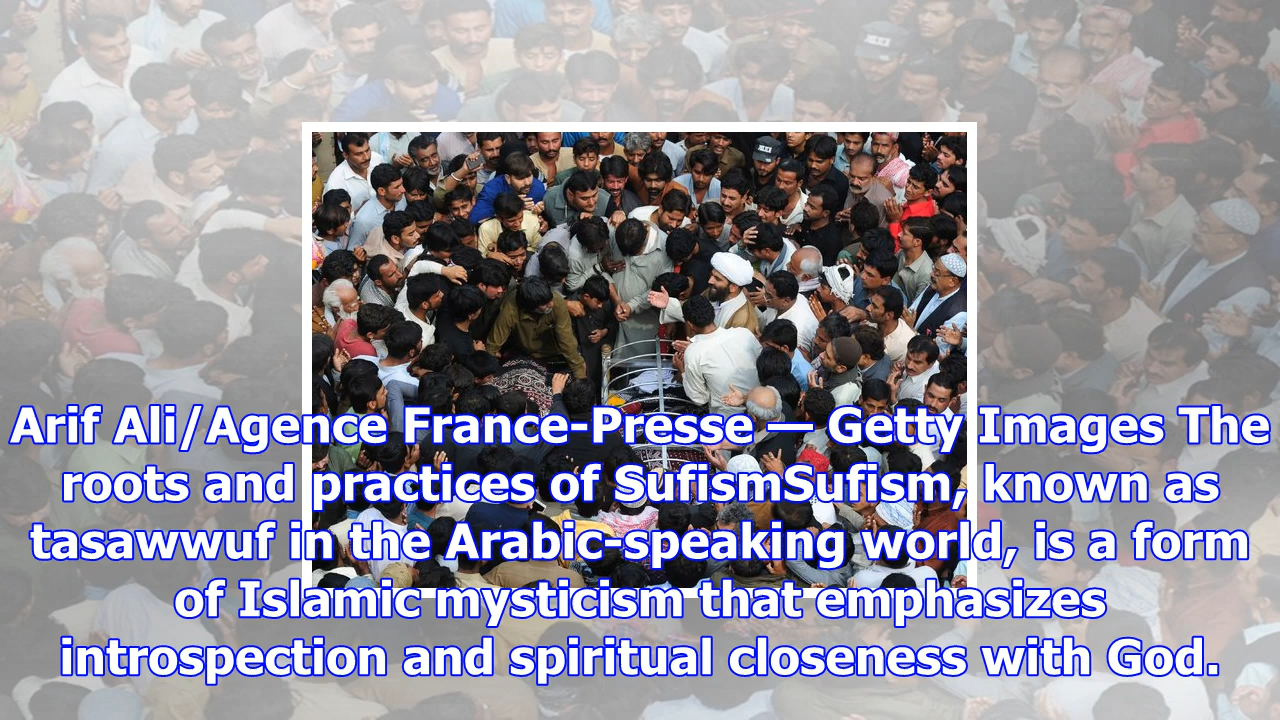 Arif Ali/Agence France-Presse — Getty Images The
roots and practices of SufismSufism, known as
tasawwuf in the Arabic-speaking world, is a form
of Islamic mysticism that emphasizes
introspection and spiritual closeness with God.